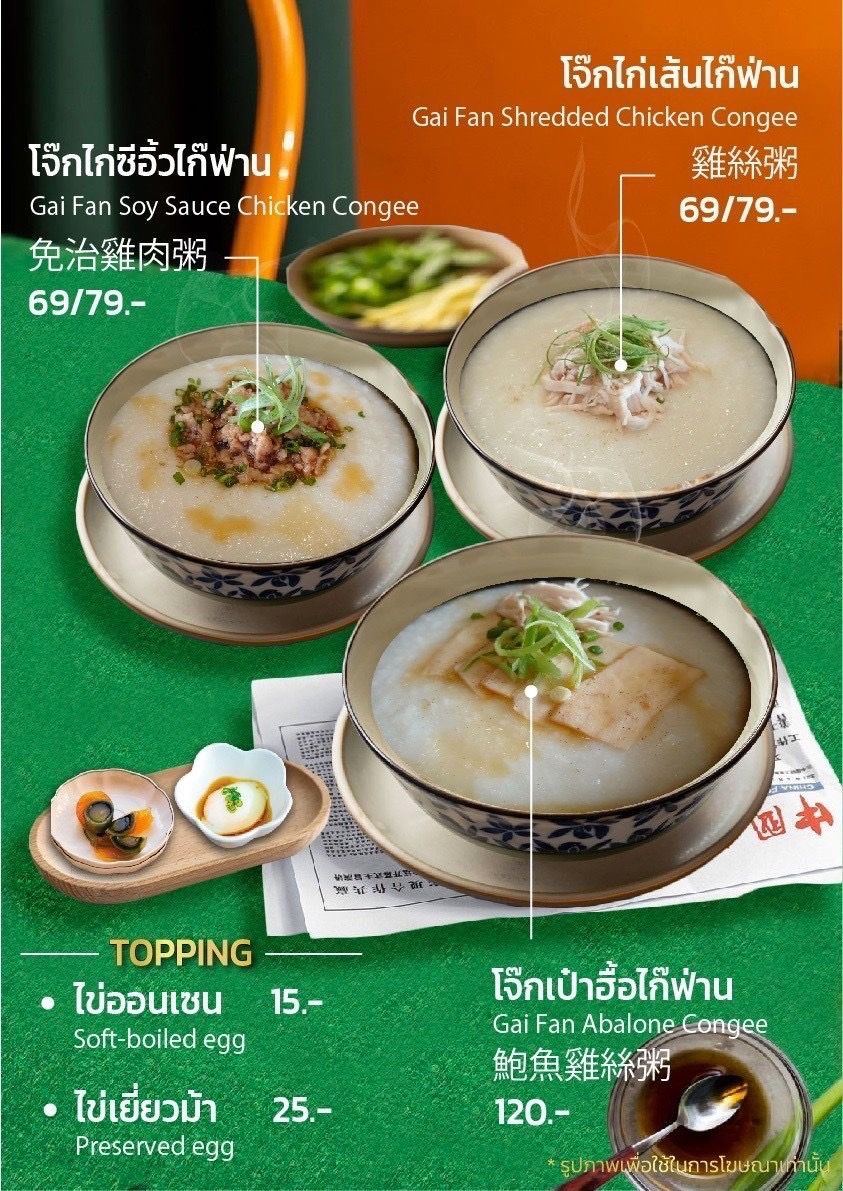 โจ๊กไก่เส้นไก๊ฟ่าน
Gai Fan Shredded Chicken Congee
雞絲粥
69/79.-
โจ๊กไก่ซีอิ้วไก๊ฟ่าน
Gai Fan Soy Sauce Chicken Congee
免治雞肉粥
69/79.-
TOPPING
• ไข่ออนเซน 15.-
Soft-boiled egg
• ไข่เยี่ยวม้า 25.-
Preserved egg
โจ๊กเป๋าฮื้อไก๊ฟ่าน
Gai Fan Abalone Congee
鮑魚雞絲粥
120.-
* รูปภาพเพื่อใช้ในการโฆษณาเท่านั้น